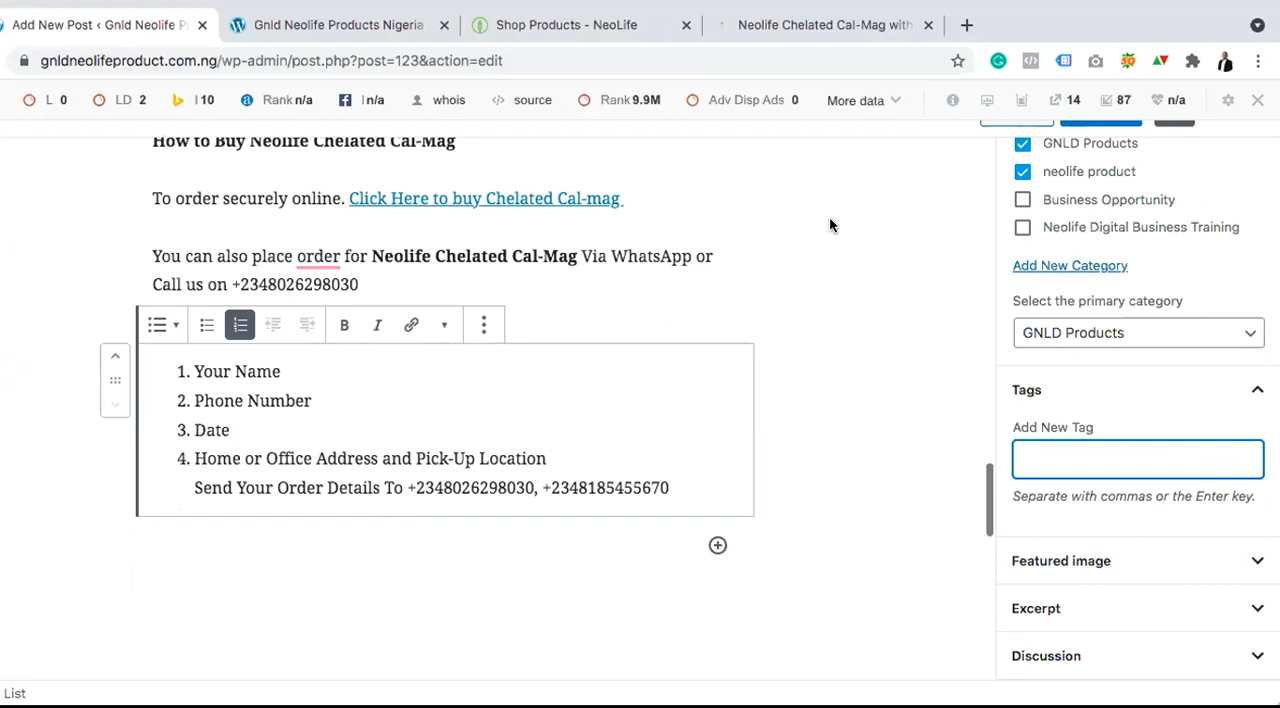 Add New Post ‹ Gnld Neolife P
Gnld Neolife Products Nigeria
Shop Products - NeoLife
Neolife Chelated Cal-Mag with
gnldneolifeproduct.com.ng/wp-admin/post.php?post=123&action=edit
L 0
LD 2
I 10
Rank n/a
I n/a
whois
source
Rank 9.9M
Adv Disp Ads 0
More data
14
87
n/a
How to Buy Neolife Chelated Cal-Mag
To order securely online. Click Here to buy Chelated Cal-mag
You can also place order for Neolife Chelated Cal-Mag Via WhatsApp or
Call us on +2348026298030
B I
1. Your Name
2. Phone Number
3. Date
4. Home or Office Address and Pick-Up Location
Send Your Order Details To +2348026298030, +2348185455670
List
GNLD Products
neolife product
Business Opportunity
Neolife Digital Business Training
Add New Category
Select the primary category
GNLD Products
Tags
Add New Tag
Separate with commas or the Enter key.
Featured image
Excerpt
Discussion